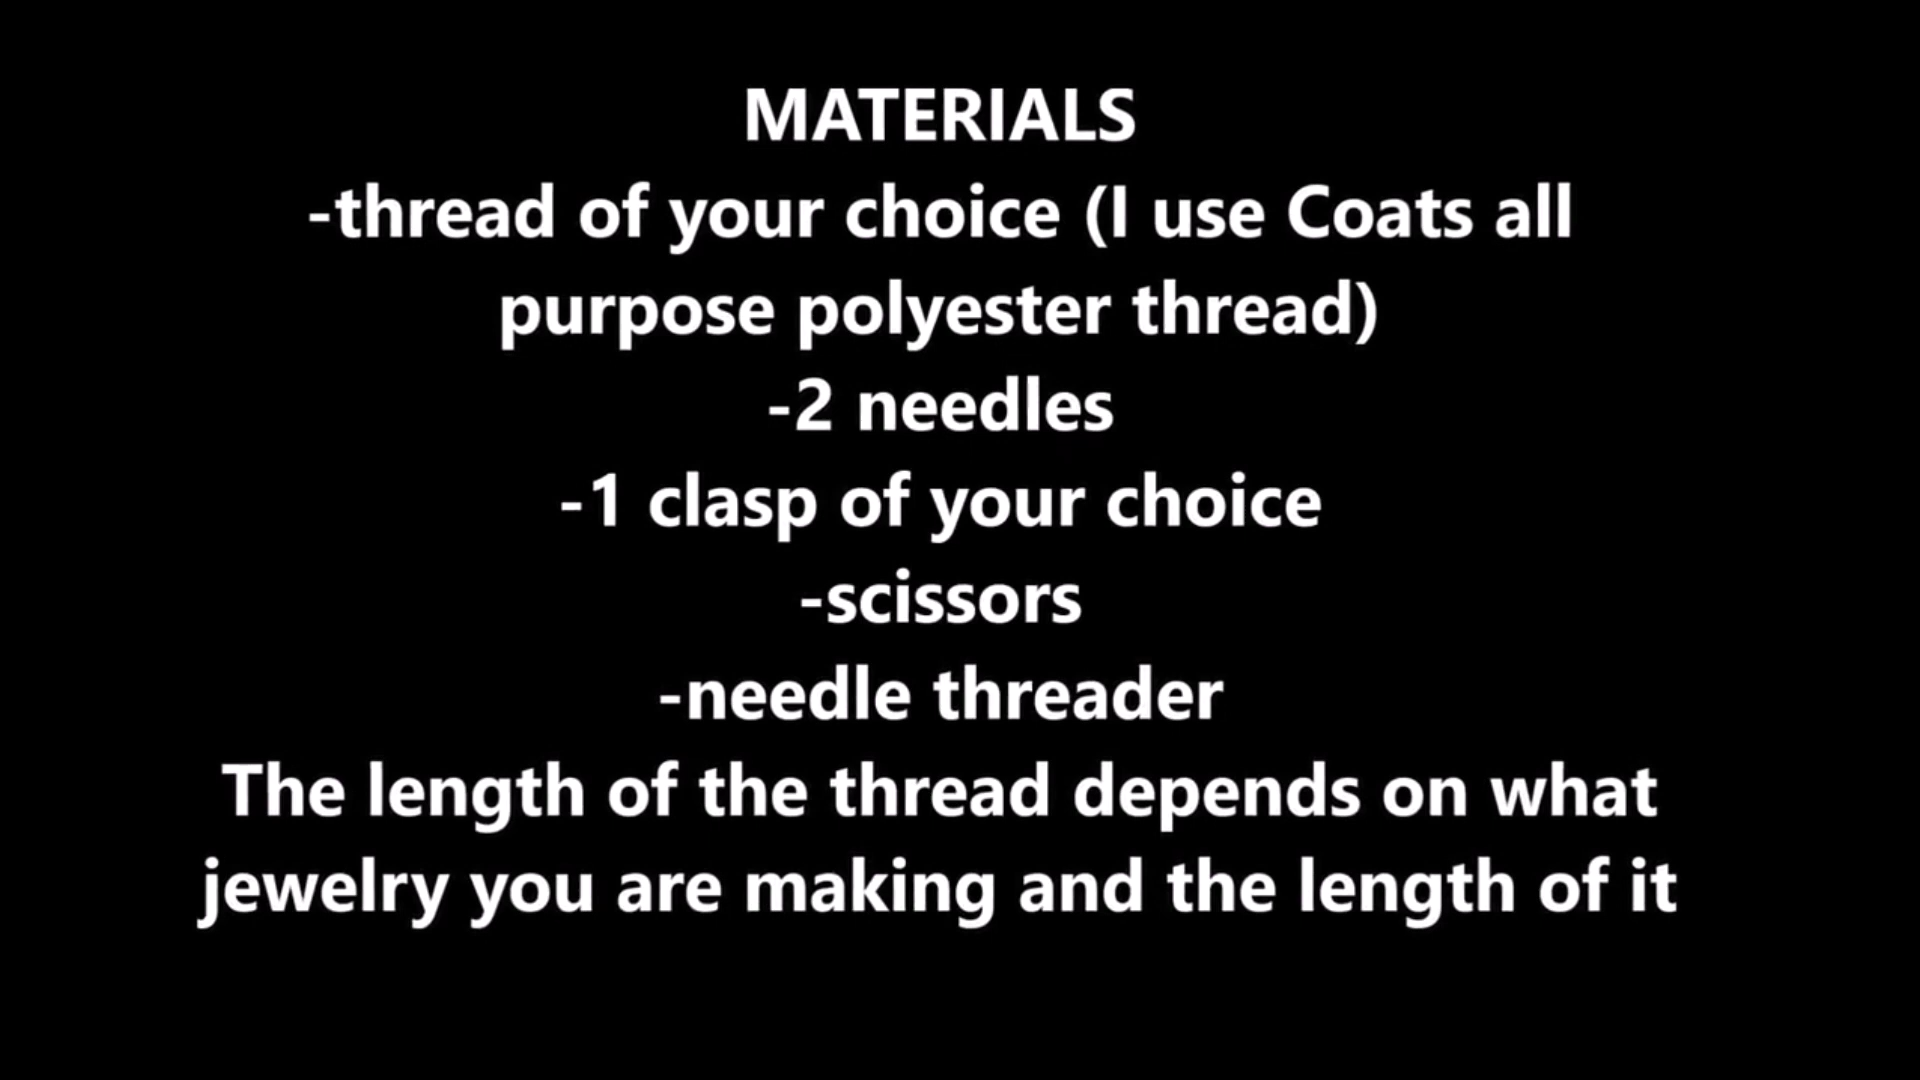 MATERIALS
-thread of your choice (I use Coats all
purpose polyester thread)
-2 needles
-1 clasp of your choice
-scissors
-needle threader
The length of the thread depends on what
jewelry you are making and the length of it